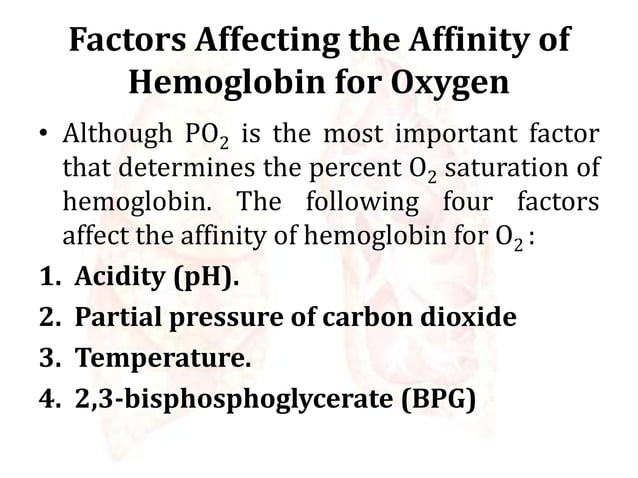 Factors Affecting the Affinity of
Hemoglobin for Oxygen
• Although PO₂ is the most important factor
that determines the percent O₂ saturation of
hemoglobin. The following four factors
affect the affinity of hemoglobin for O₂ :
1. Acidity (pH).
2. Partial pressure of carbon dioxide
3. Temperature.
4. 2,3-bisphosphoglycerate (BPG)